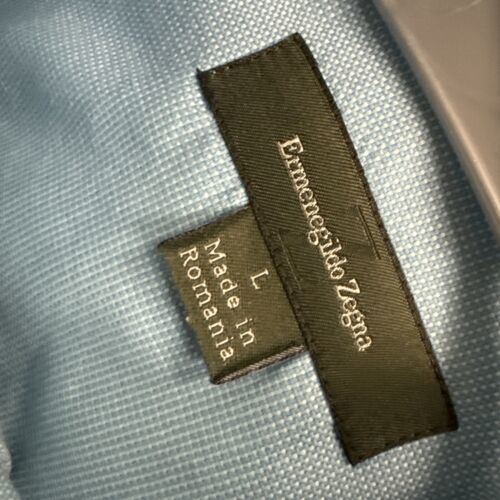 Ermenegildo Zegna
L
Made in
Romania